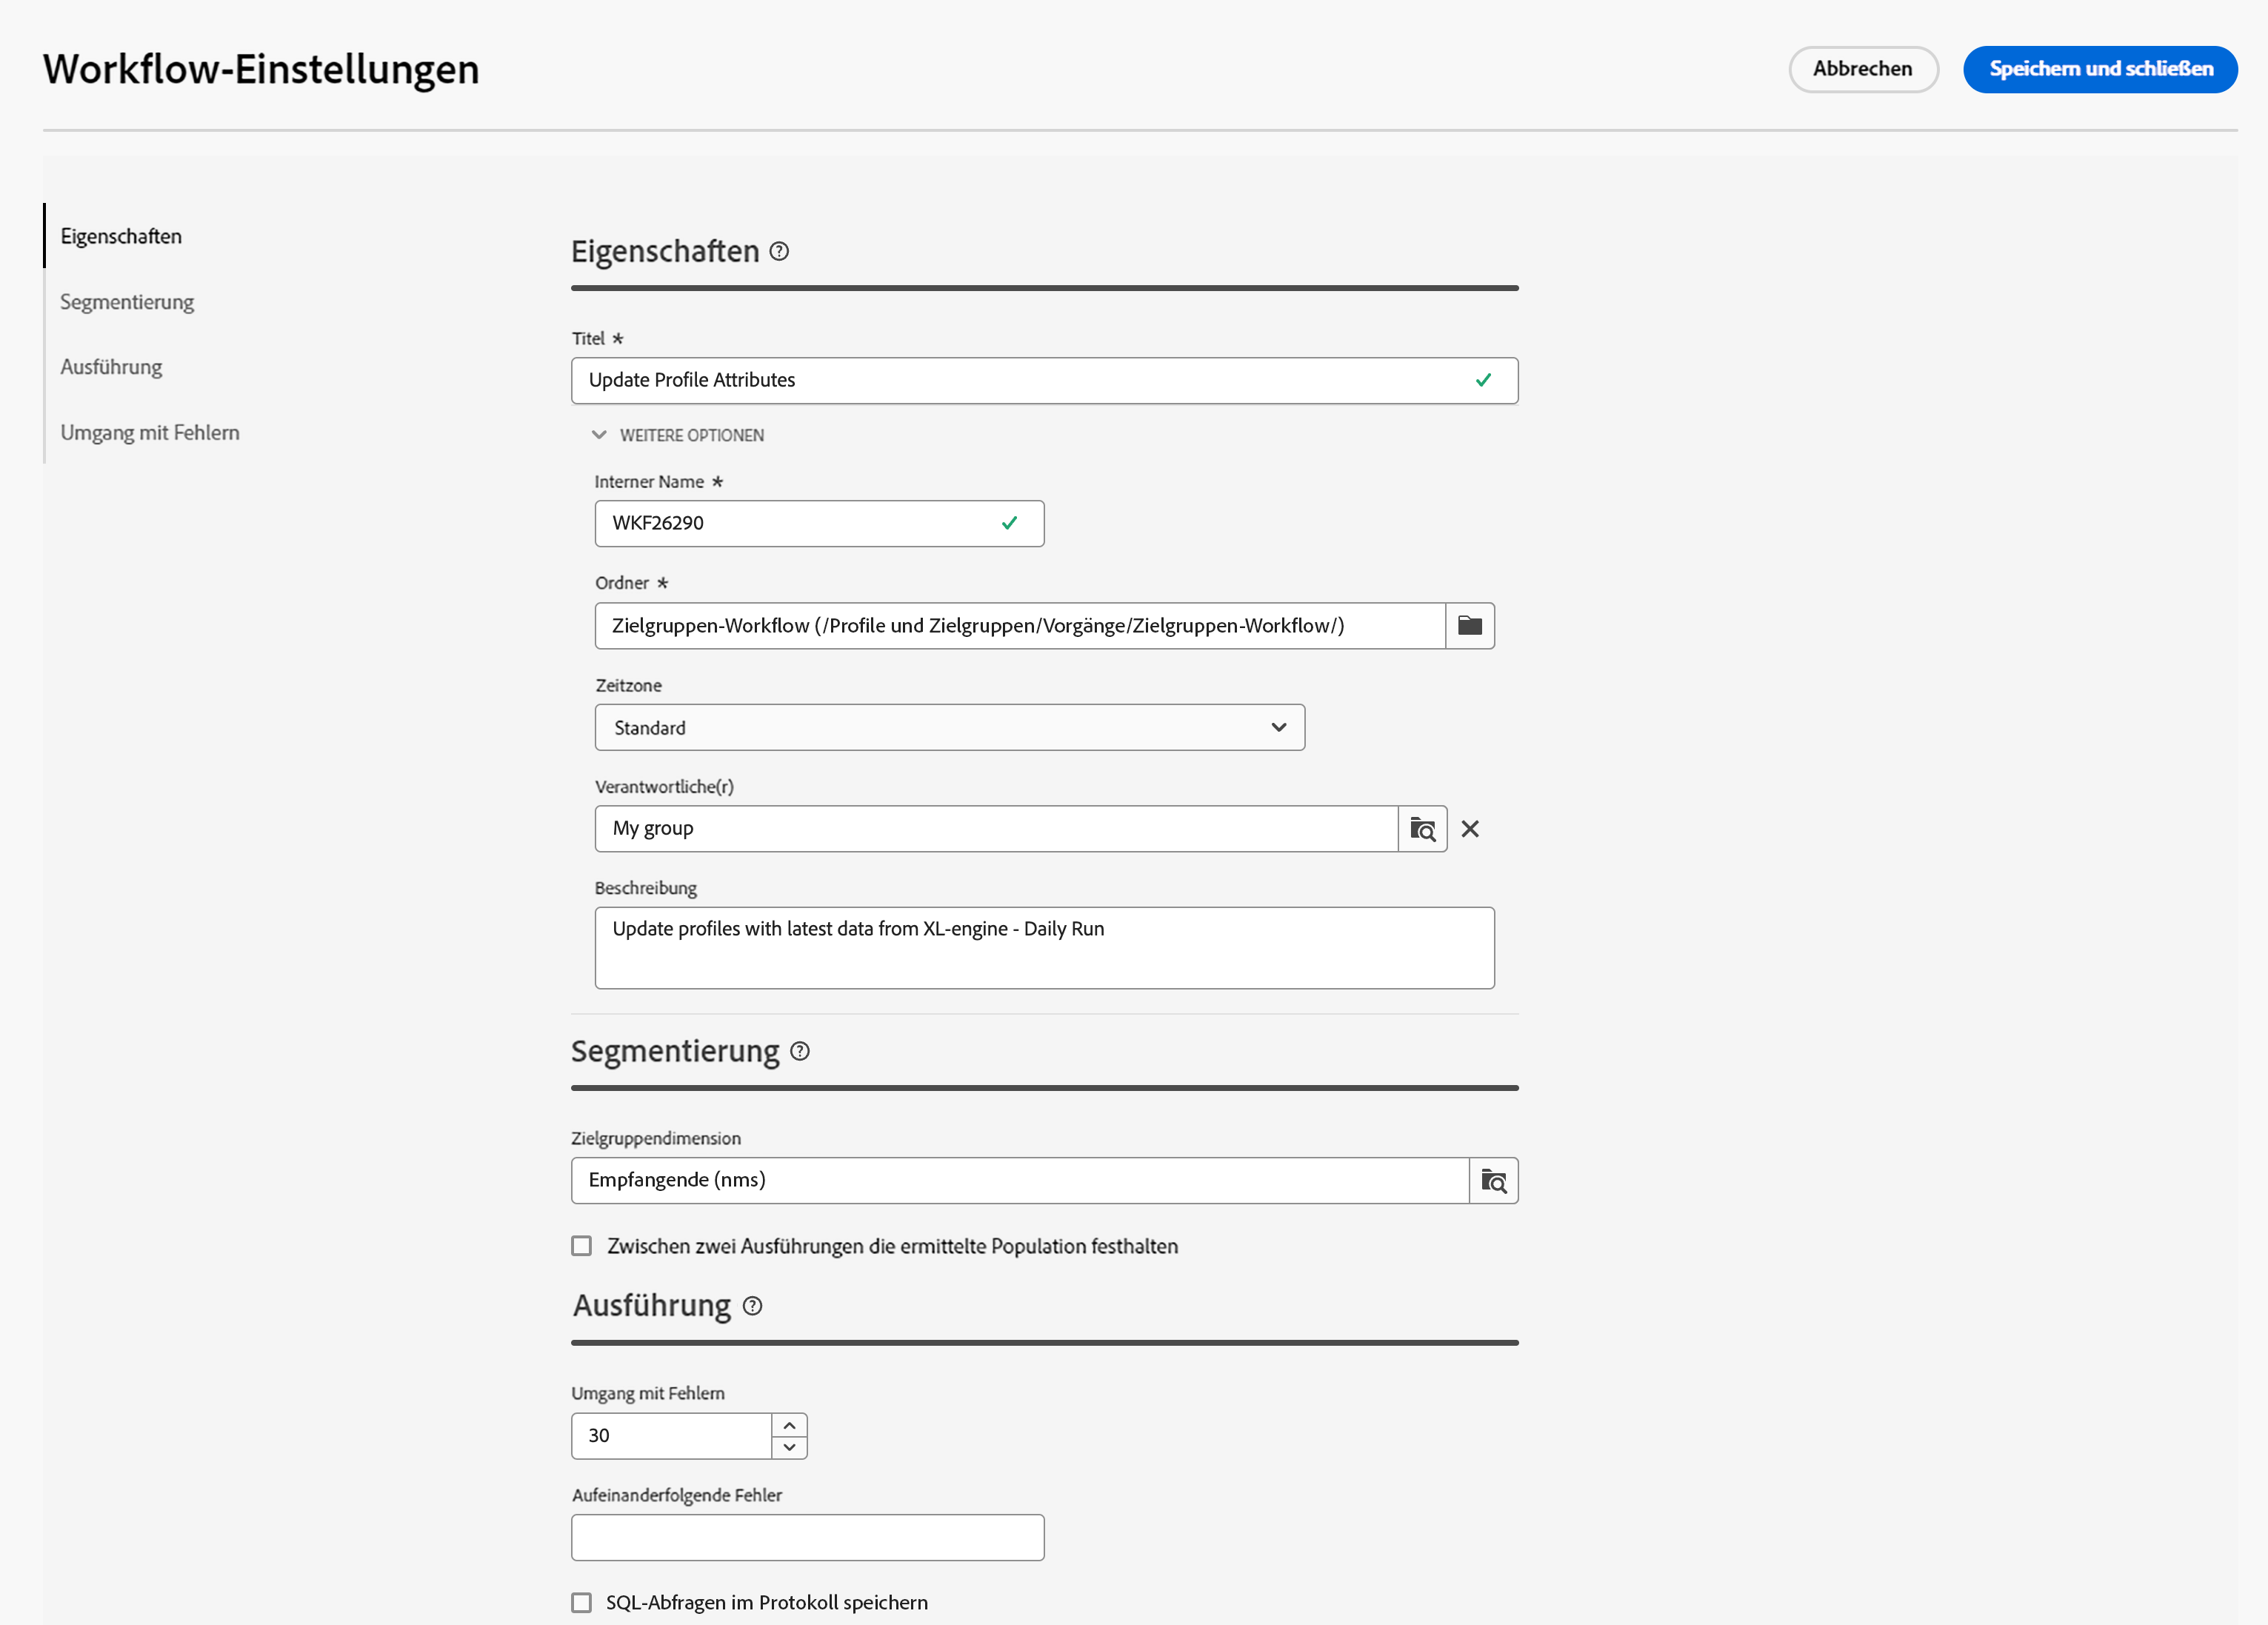 Workflow-Einstellungen
Abbrechen
Speichern und schließen
Eigenschaften
Segmentierung
Ausführung
Umgang mit Fehlern
Eigenschaften
Titel *
Update Profile Attributes
WEITERE OPTIONEN
Interner Name *
WKF26290
Ordner *
Zielgruppen-Workflow (/Profile und Zielgruppen/Vorgänge/Zielgruppen-Workflow/)
Zeitzone
Standard
Verantwortliche(r)
My group
Beschreibung
Update profiles with latest data from XL-engine - Daily Run
Segmentierung
Zielgruppendimension
Empfangende (nms)
Zwischen zwei Ausführungen die ermittelte Population festhalten
Ausführung
Umgang mit Fehlern
30
Aufeinanderfolgende Fehler
SQL-Abfragen im Protokoll speichern